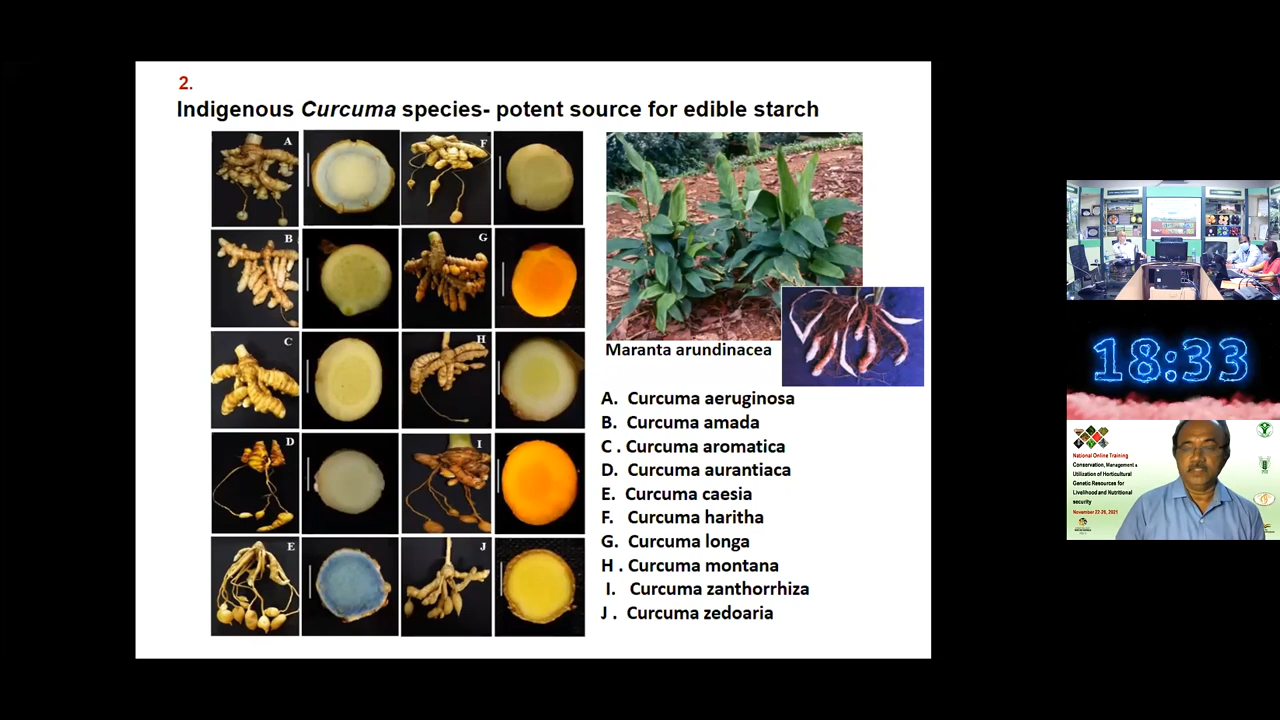 2.
Indigenous Curcuma species- potent source for edible starch
A
F
B
G
C
H
D
I
E
J
Maranta arundinacea
A. Curcuma aeruginosa
B. Curcuma amada
C . Curcuma aromatica
D. Curcuma aurantiaca
E. Curcuma caesia
F. Curcuma haritha
G. Curcuma longa
H . Curcuma montana
I. Curcuma zanthorrhiza
J . Curcuma zedoaria
18:33
National Online Training
Conservation, Management &
Utilization of Horticultural
Genetic Resources for
Livelihood and Nutritional
security
November 22-26, 2021